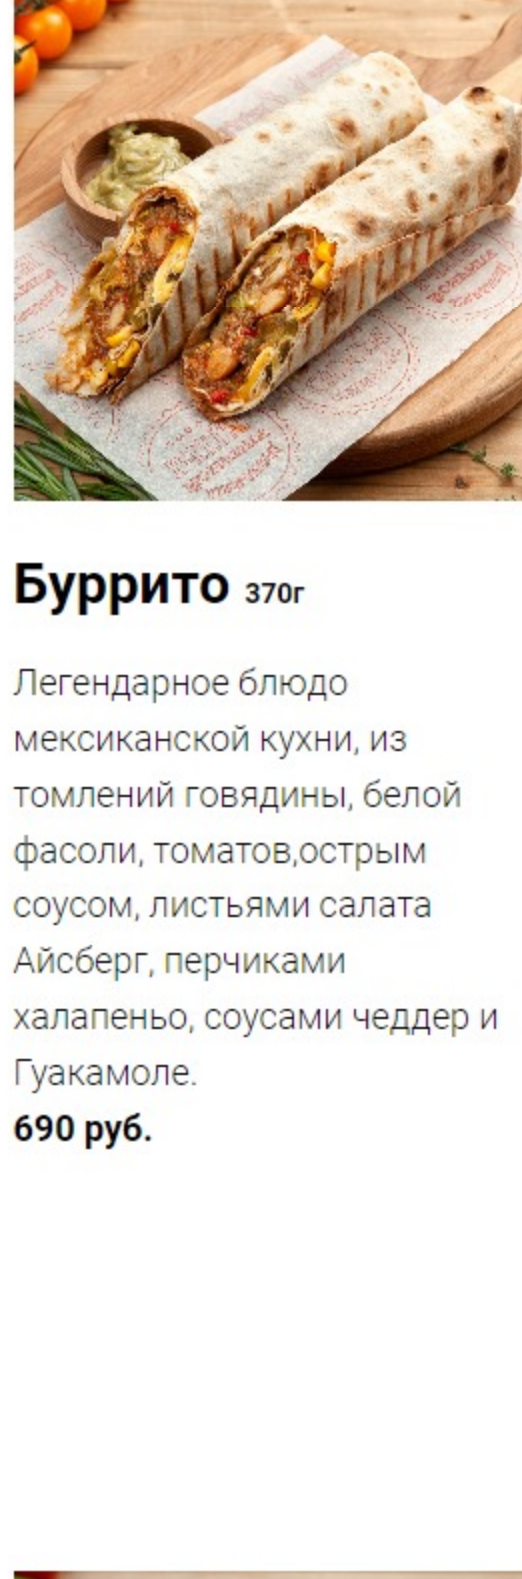 Буррито 370г
Легендарное блюдо
мексиканской кухни, из
томлений говядины, белой
фасоли, томатов,острым
соусом, листьями салата
Айсберг, перчиками
халапеньо, соусами чеддер и
Гуакамоле.
690 руб.